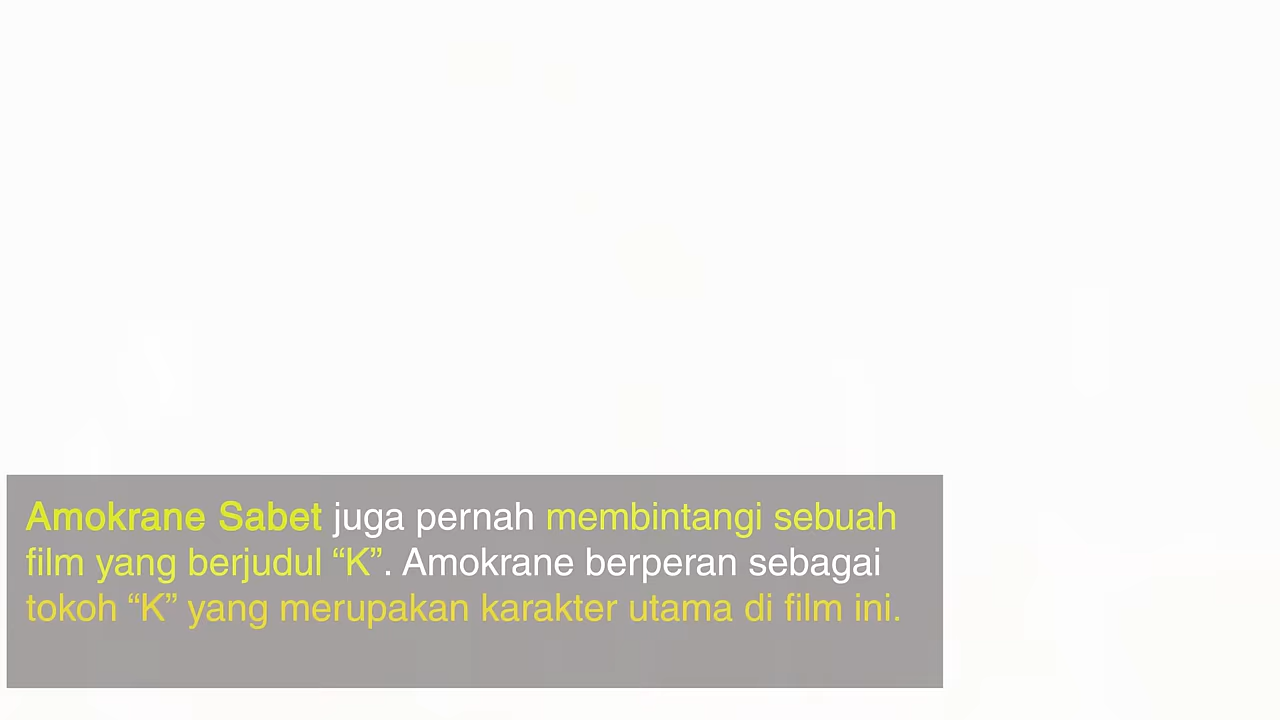 Amokrane Sabet juga pernah membintangi sebuah
film yang berjudul “K”. Amokrane berperan sebagai
tokoh “K” yang merupakan karakter utama di film ini.